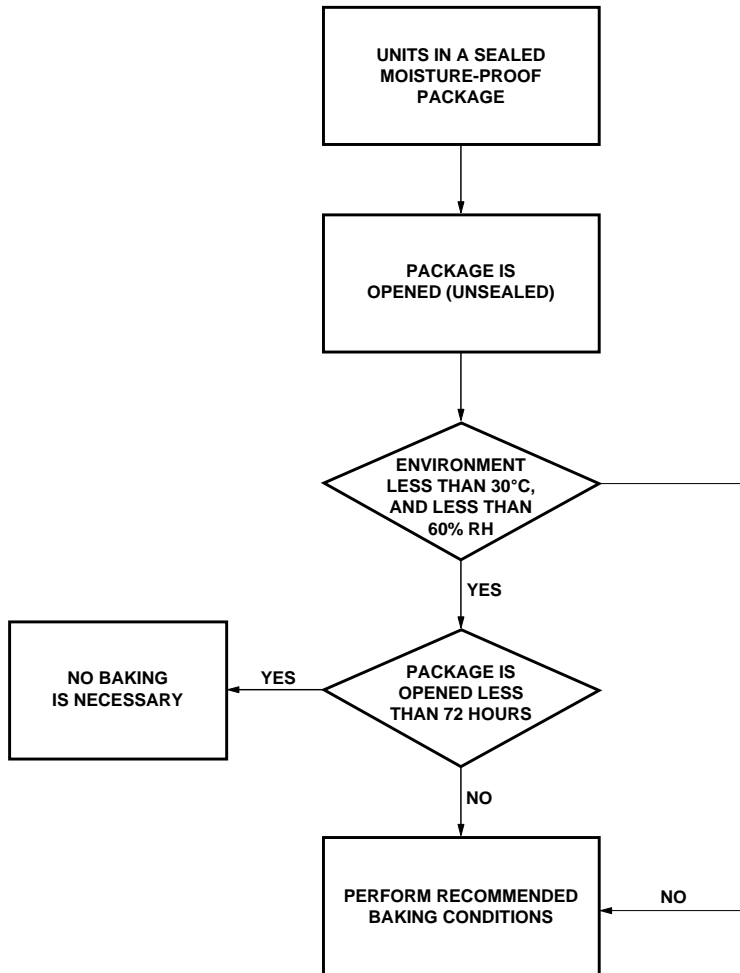 UNITS IN A SEALED
MOISTURE-PROOF
PACKAGE
PACKAGE IS
OPENED (UNSEALED)
ENVIRONMENT
LESS THAN 30°C,
AND LESS THAN
60% RH
YES
NO BAKING
IS NECESSARY
YES
PACKAGE IS
OPENED LESS
THAN 72 HOURS
NO
PERFORM RECOMMENDED
BAKING CONDITIONS
NO